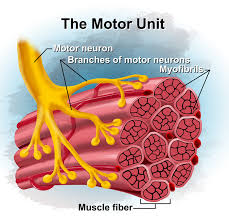 The Motor Unit
Motor neuron
Branches of motor neurons
Myofibrils
Muscle fiber